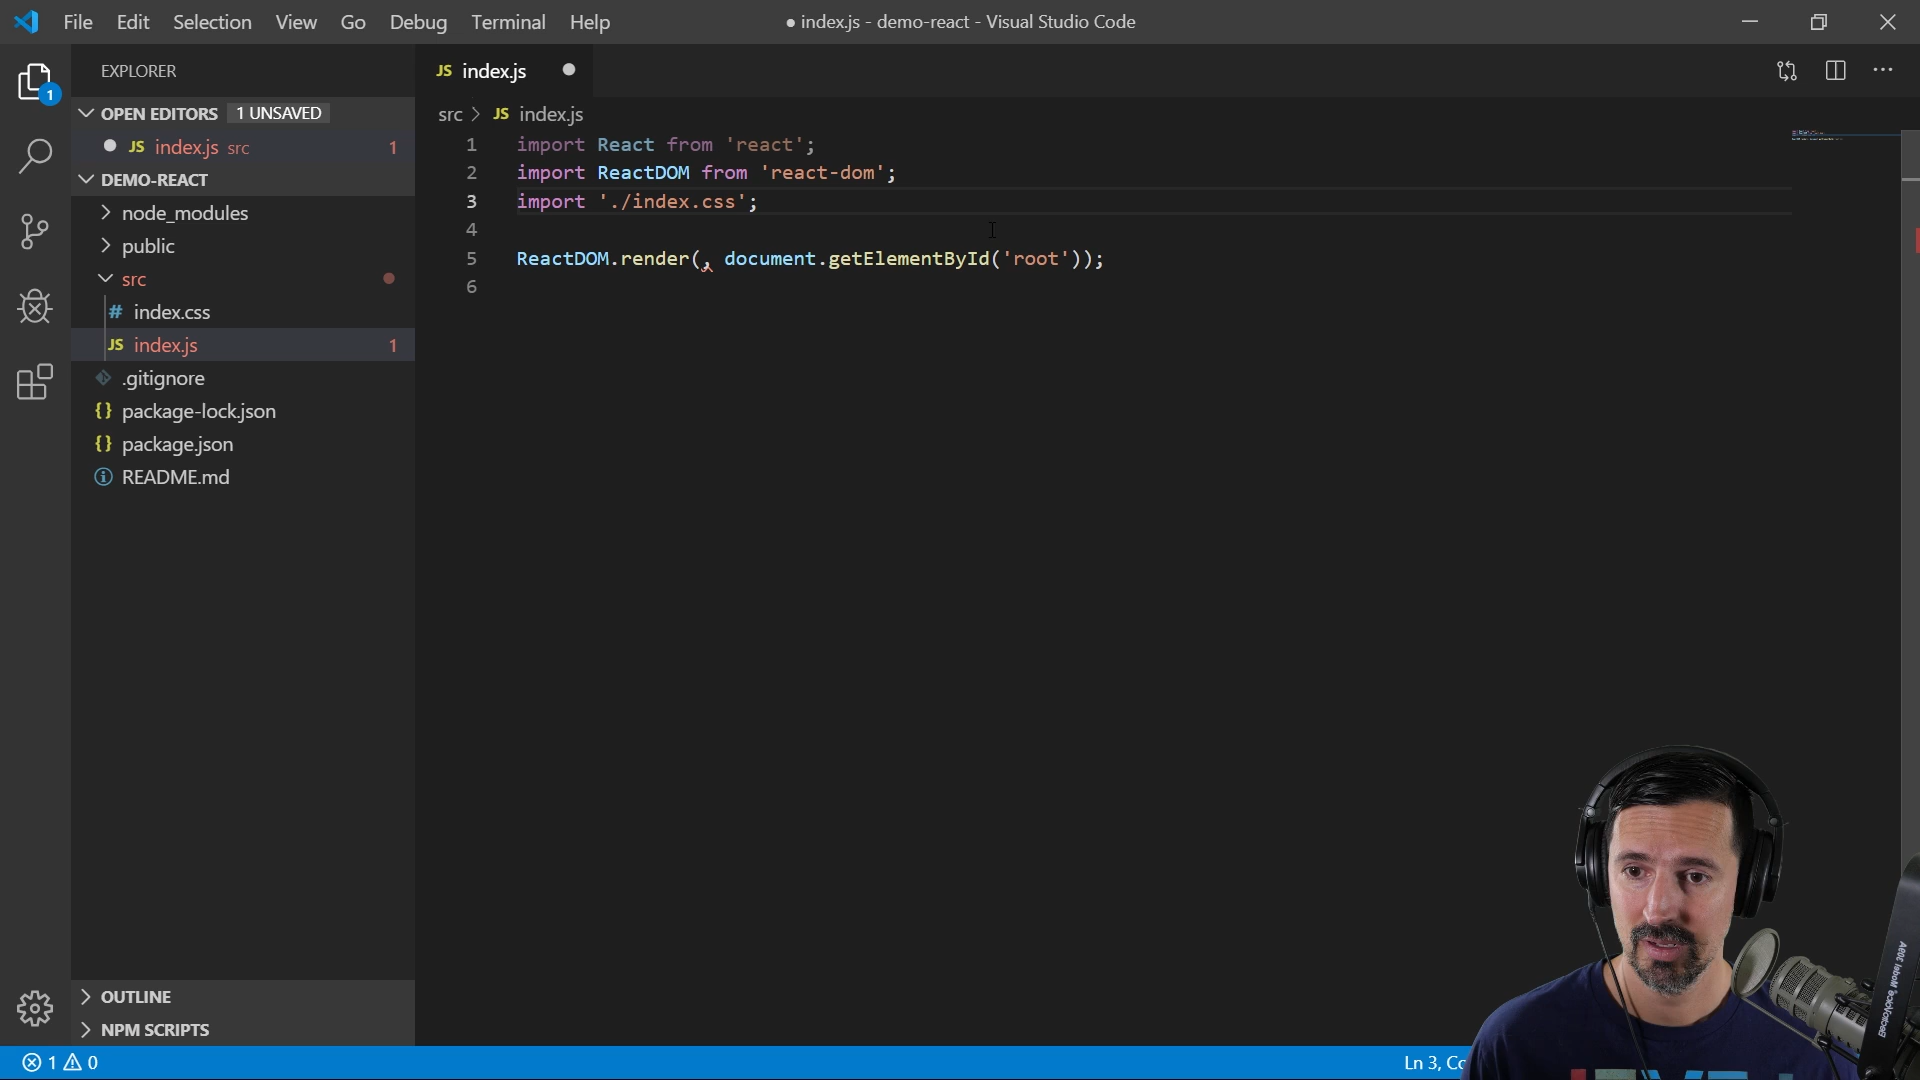 File Edit Selection View Go Debug Terminal Help
● index.js - demo-react - Visual Studio Code
EXPLORER
1
OPEN EDITORS 1 UNSAVED
JS index.js src 1
DEMO-REACT
node_modules
public
src
# index.css
JS index.js 1
.gitignore
{} package-lock.json
{} package.json
README.md
OUTLINE
NPM SCRIPTS
JS index.js
src > JS index.js
1 import React from 'react';
2 import ReactDOM from 'react-dom';
3 import './index.css';
4
5 ReactDOM.render(, document.getElementById('root'));
6
1 0
Ln 3, Co